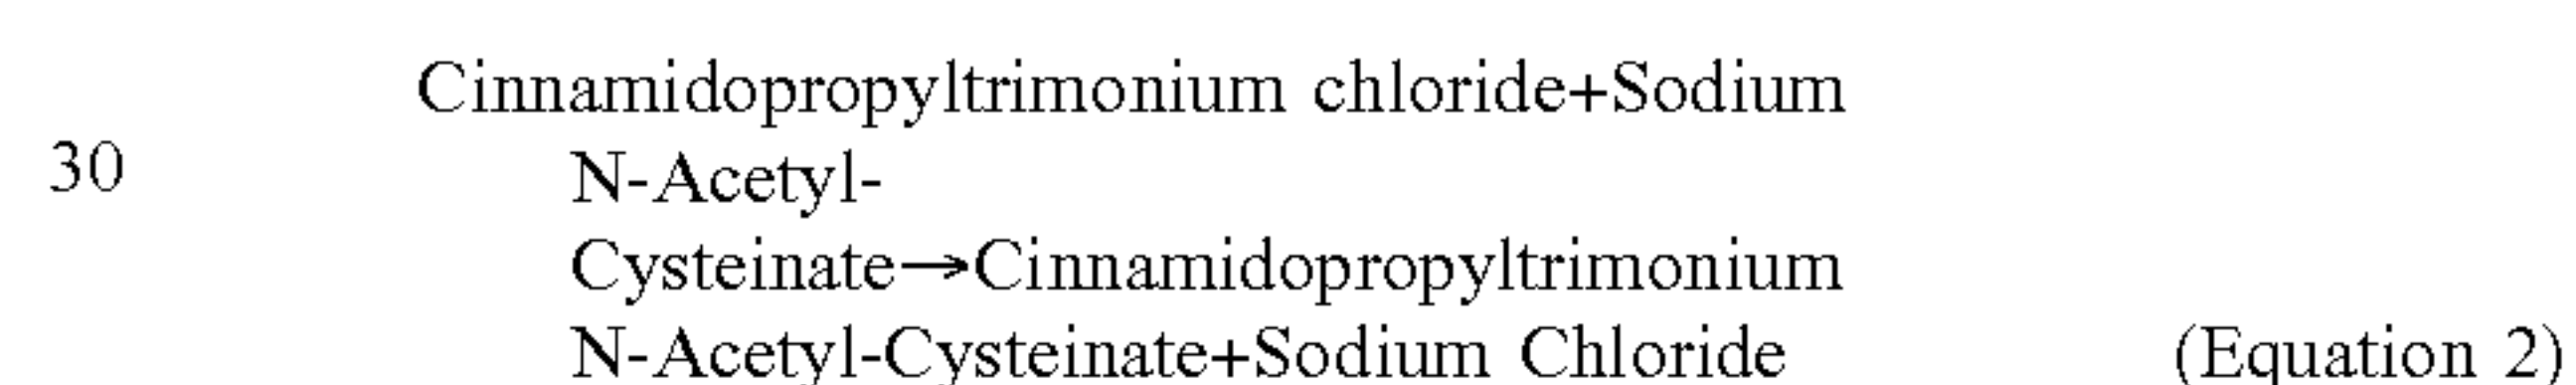 Cinnamidopropyltrimonium chloride+Sodium
30 N-Acetyl-
Cysteinate→Cinnamidopropyltrimonium
N-Acetyl-Cysteinate+Sodium Chloride (Equation 2)